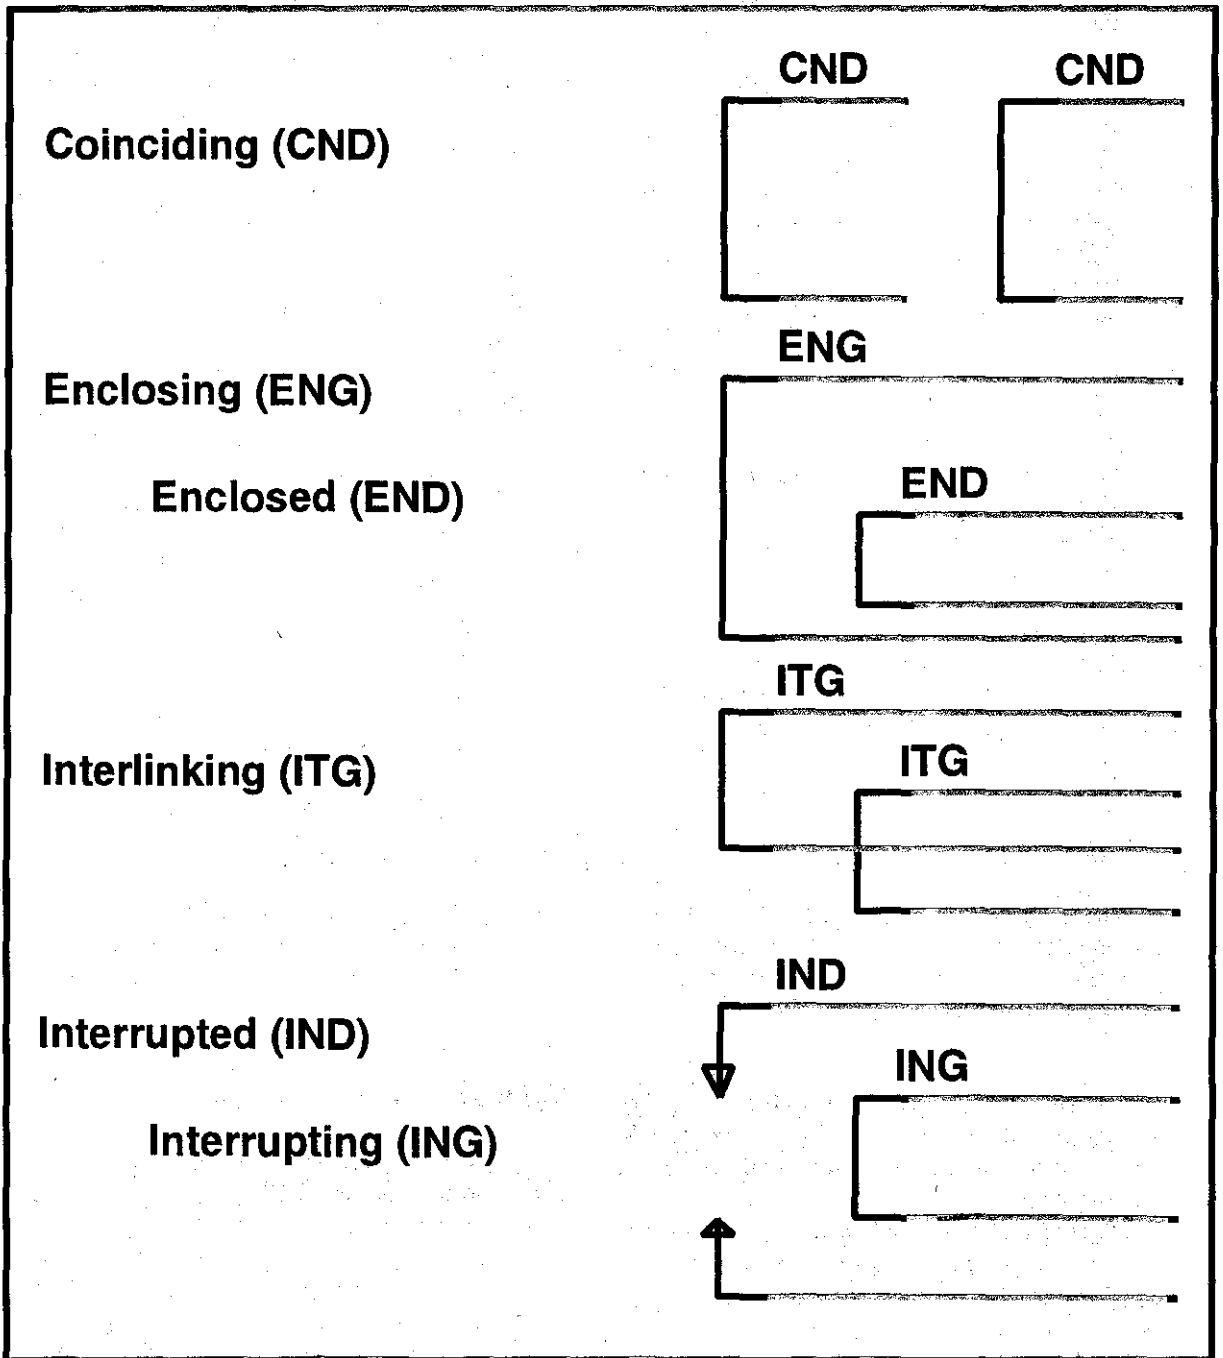 CND CND
Coinciding (CND)
ENG
Enclosing (ENG)
END
Enclosed (END)
ITG
ITG
Interlinking (ITG)
IND
Interrupted (IND)
ING
Interrupting (ING)